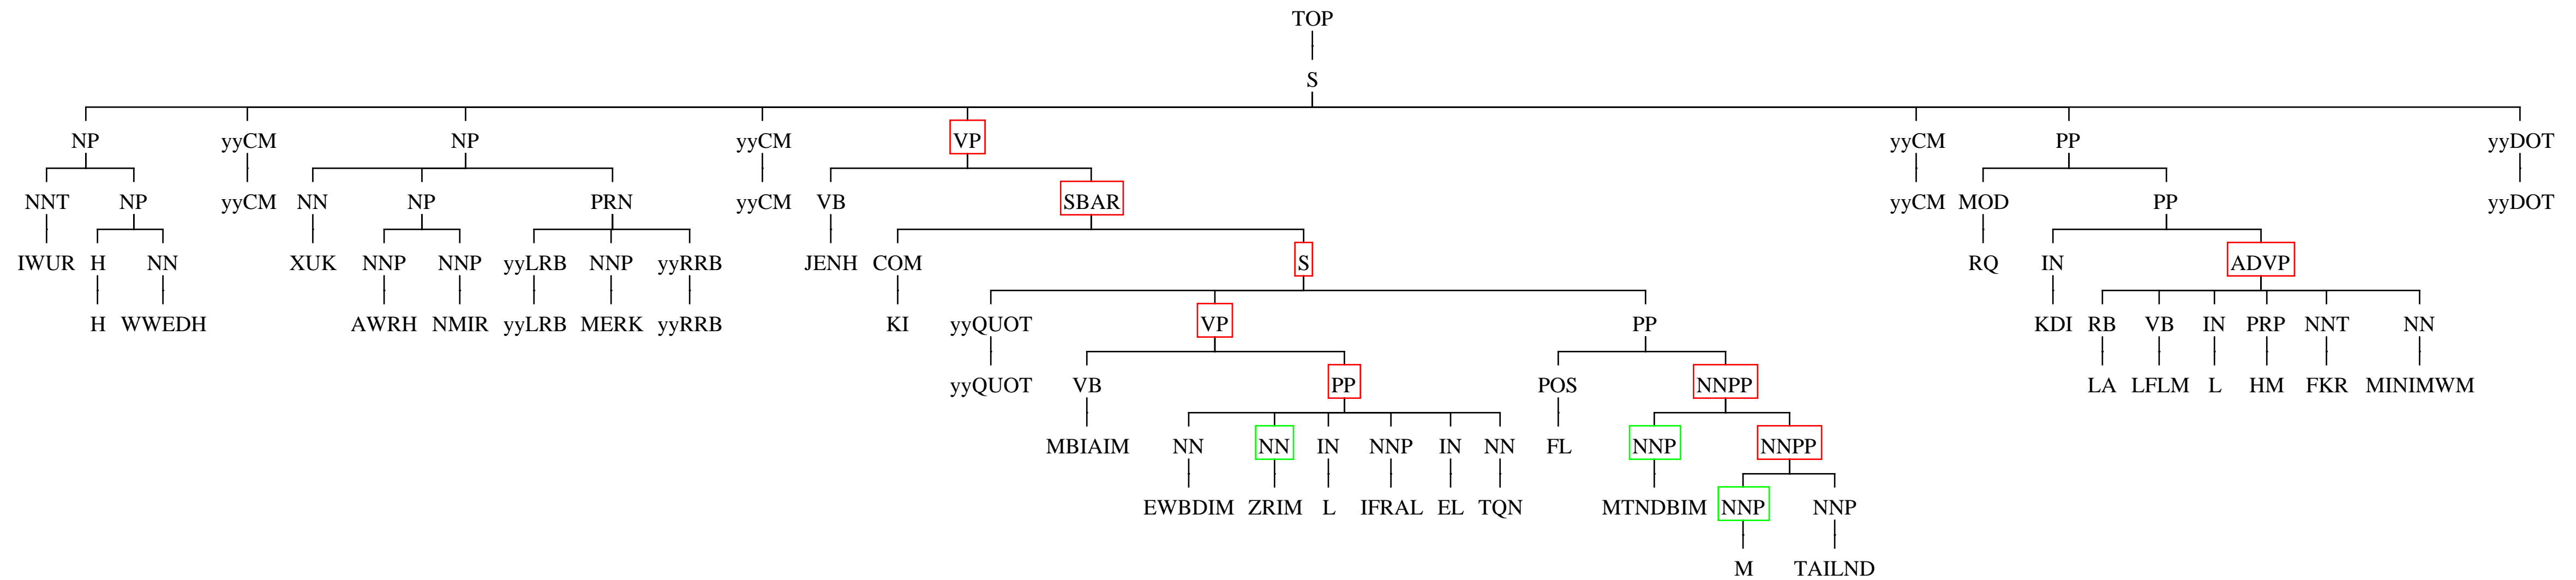 TOP
S
NP yyCM NP yyCM VP yyCM PP yyDOT
NNT NP yyCM NN NP PRN yyCM VB SBAR yyCM MOD PP yyDOT
IWUR H NN XUK NNP NNP yyLRB NNP yyRRB JENH COM S RQ IN ADVP
H WWEDH AWRH NMIR yyLRB MERK yyRRB KI yyQUOT VP PP KDI RB VB IN PRP NNT NN
yyQUOT VB PP POS NNPP LA LFLM L HM FKR MINIMWM
MBIAIM NN NN IN NNP IN NN FL NNP NNPP
EWBDIM ZRIM L IFRAL EL TQN MTNDBIM NNP NNP
M TAILND